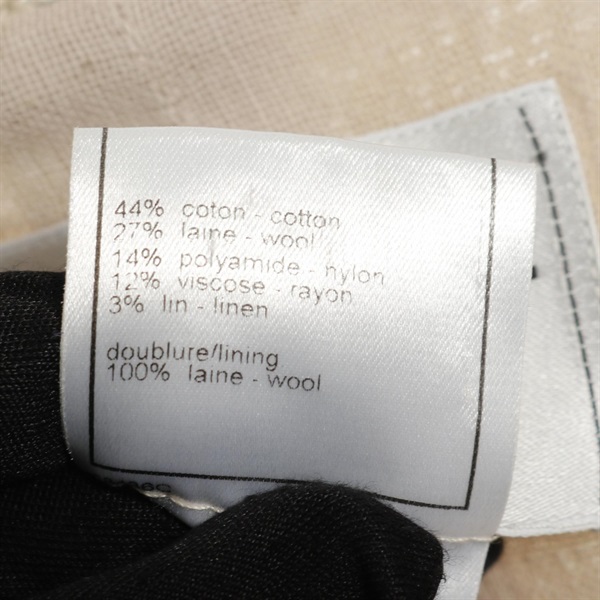 44% coton - cotton
27% laine - wool
14% polyamide - nylon
12% viscose - rayon
3% lin - linen
doublure/lining
100% laine - wool